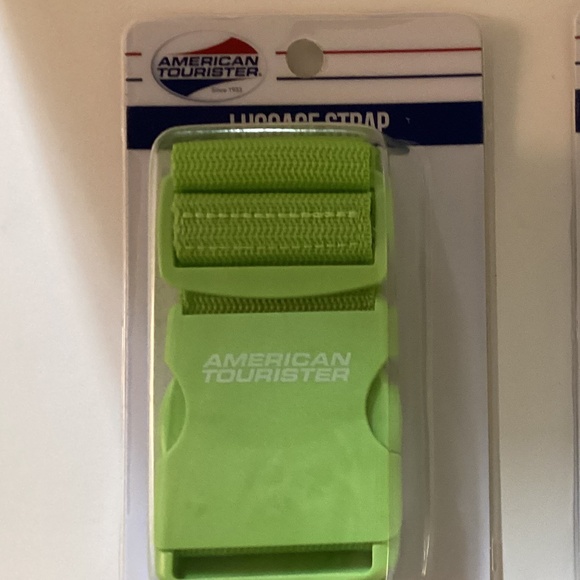 AMERICAN
TOURISTER
Since 1933
LUGGAGE STRAP
AMERICAN
TOURISTER